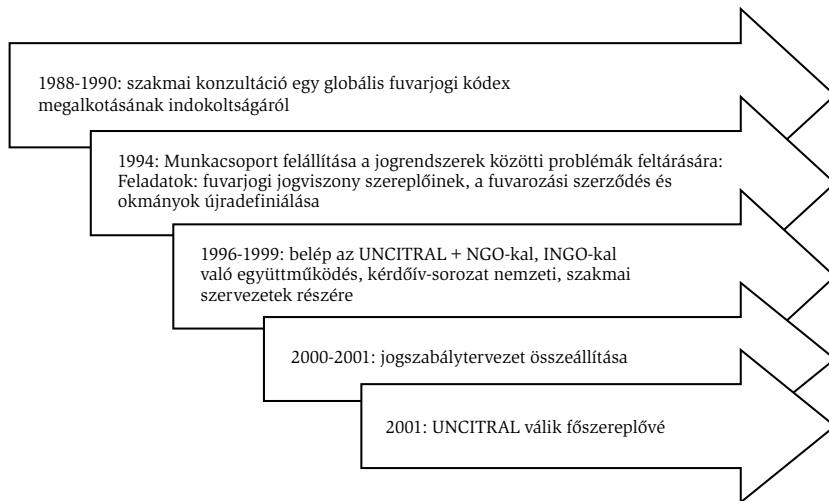 1988-1990: szakmai konzultáció egy globális fuvarjogi kódex
megalkotásának indokoltságáról
1994: Munkacsoport felállítása a jogrendszerek közötti problémák feltárására:
Feladatok: fuvarjogi jogviszony szereplőinek, a fuvarozási szerződés és
okmányok újradefiniálása
1996-1999: belép az UNCITRAL + NGO-kal, INGO-kal
való együttműködés, kérdőív-sorozat nemzeti, szakmai
szervezetek részére
2000-2001: jogszabálytervezet összeállítása
2001: UNCITRAL válik főszereplővé